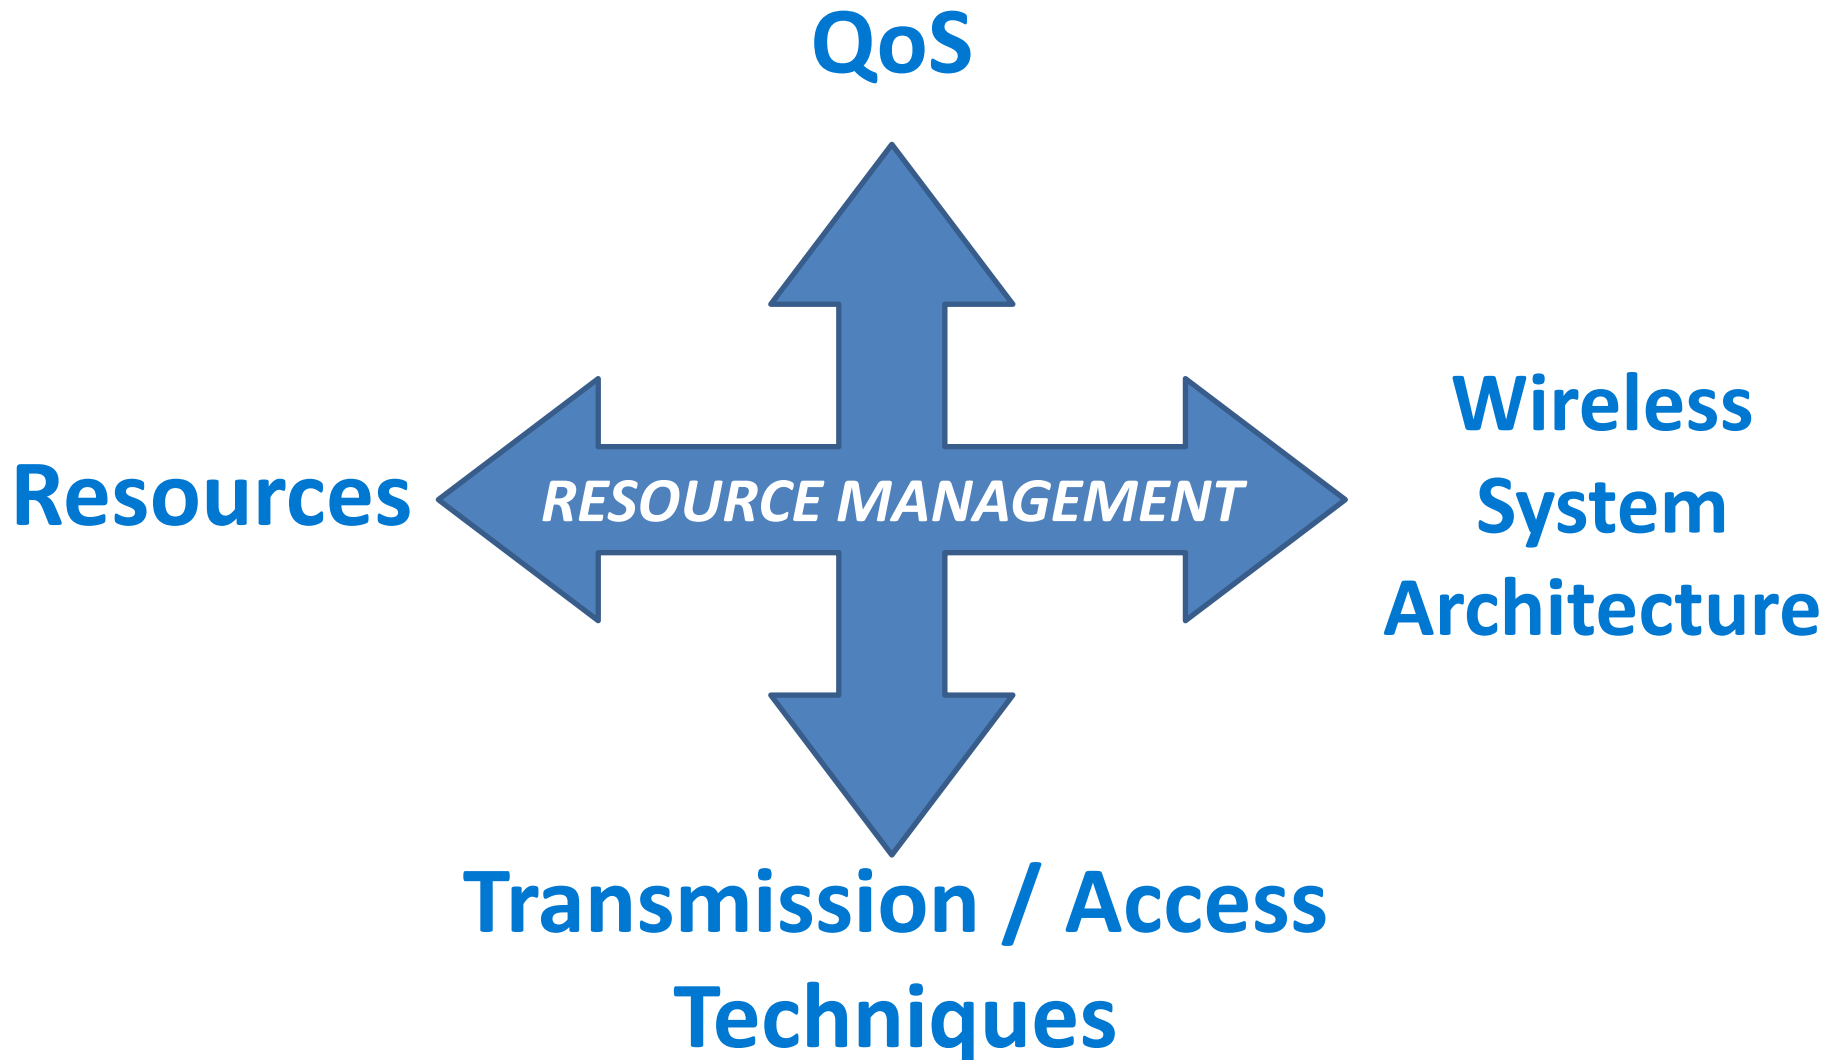 QoS
Wireless
System
Architecture
Resources
RESOURCE MANAGEMENT
Transmission / Access
Techniques